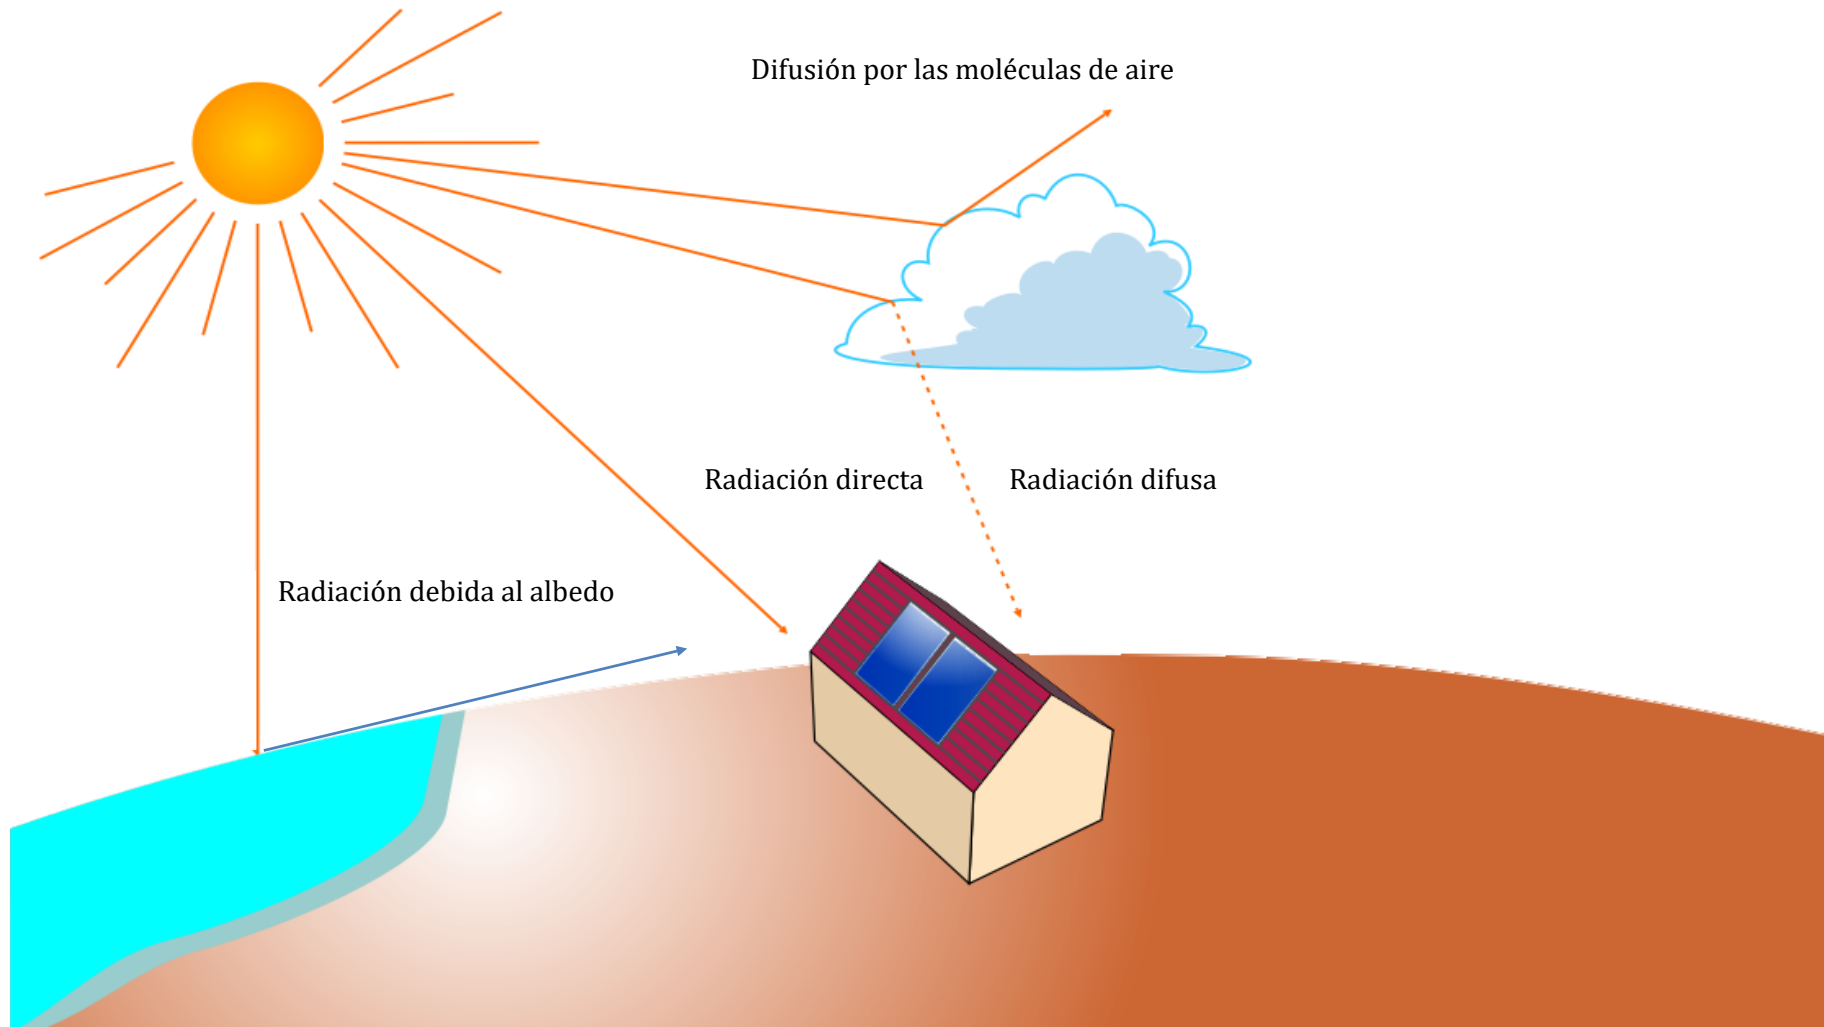 Difusión por las moléculas de aire
Radiación directa
Radiación difusa
Radiación debida al albedo